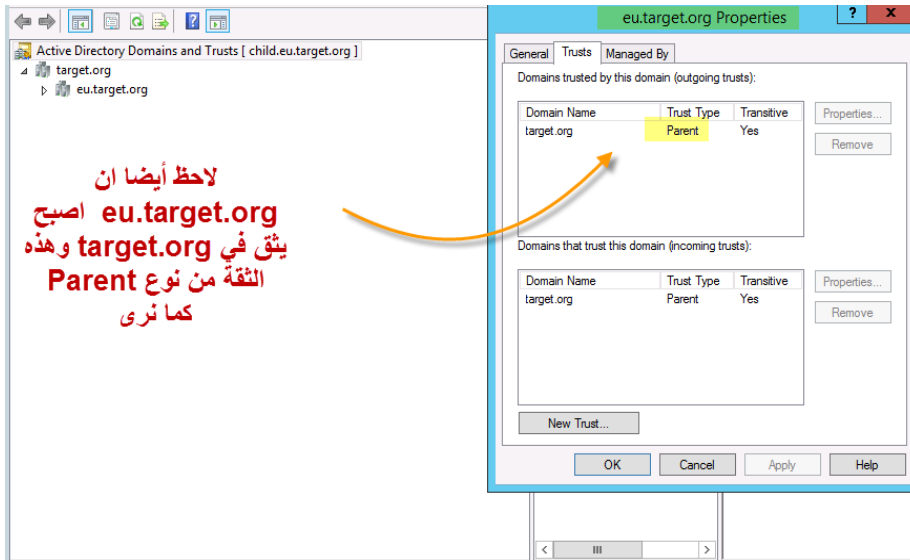 Active Directory Domains and Trusts [ child.eu.target.org ]
target.org
eu.target.org
لاحظ أيضا ان
eu.target.org اصبح
يثق في target.org وهذه
الثقة من نوع Parent
كما نرى
eu.target.org Properties
? x
General Trusts Managed By
Domains trusted by this domain (outgoing trusts):
Domain Name Trust Type Transitive
target.org Parent Yes
Properties...
Remove
Domains that trust this domain (incoming trusts):
Domain Name Trust Type Transitive
target.org Parent Yes
Properties...
Remove
New Trust...
OK Cancel Apply Help